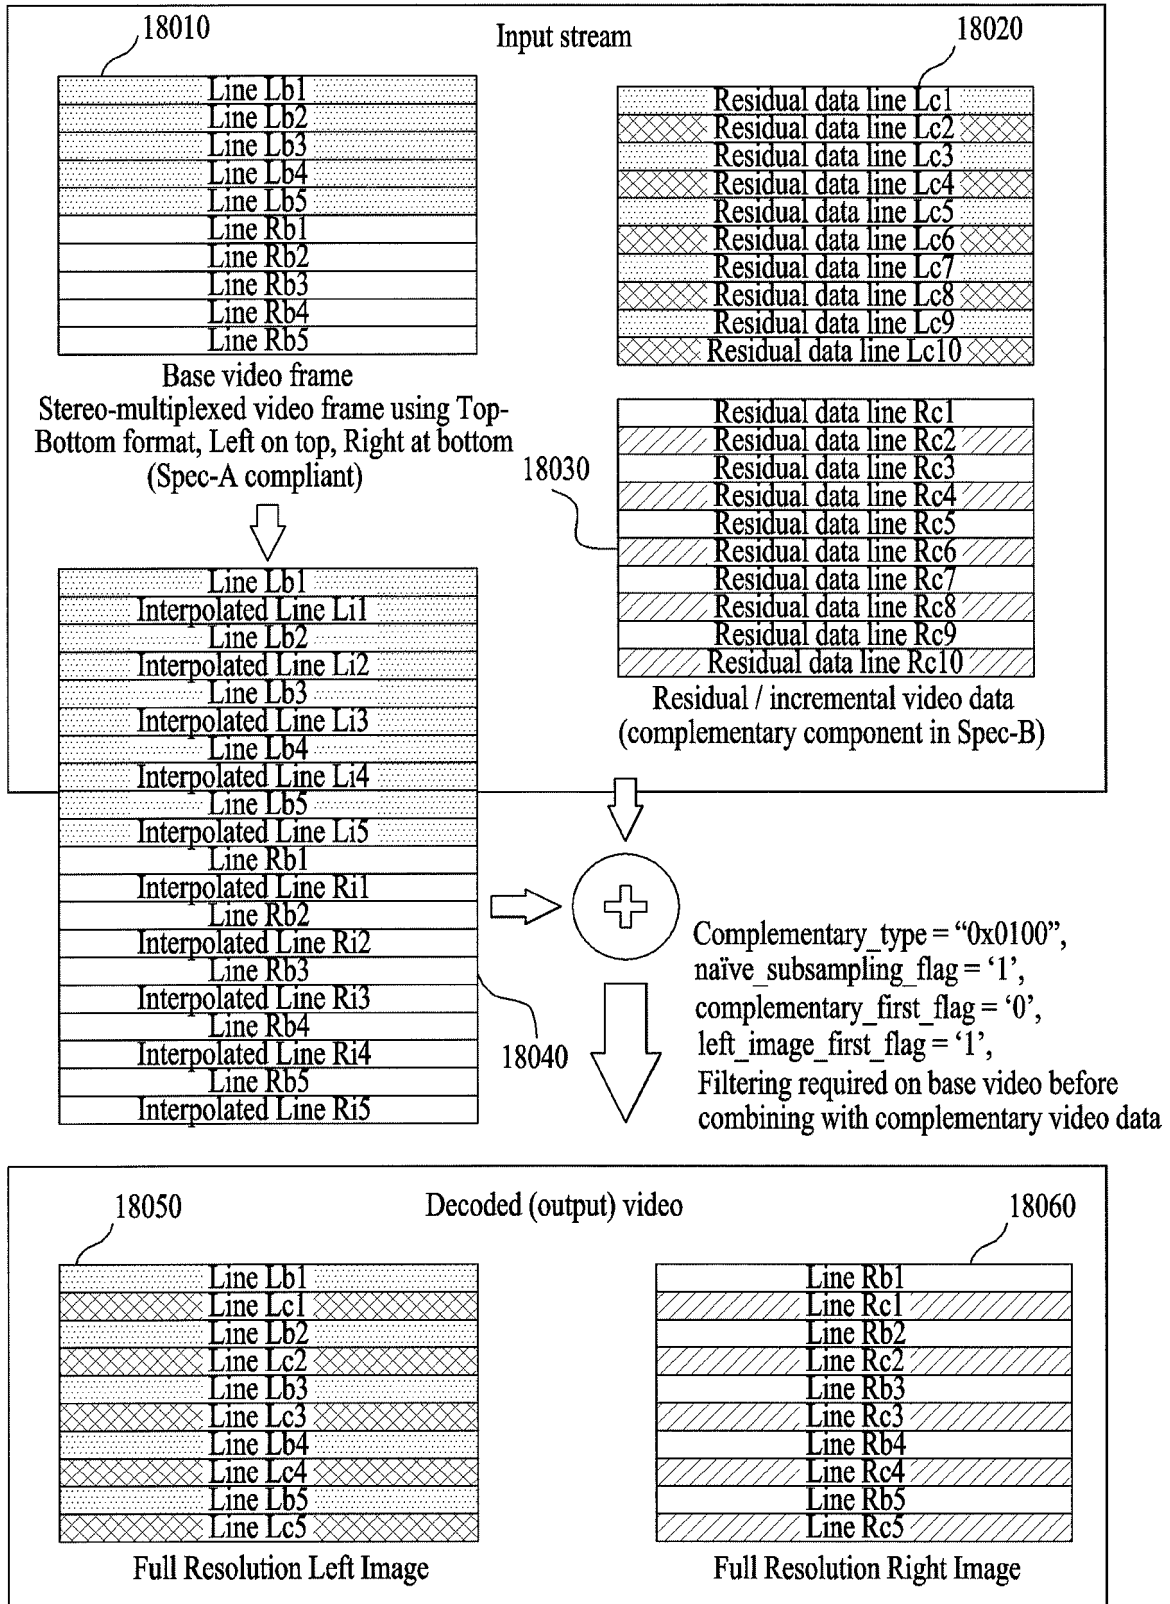 18010
Input stream
18020
Line Lb1
Line Lb2
Line Lb3
Line Lb4
Line Lb5
Line Rb1
Line Rb2
Line Rb3
Line Rb4
Line Rb5
Base video frame
Stereo-multiplexed video frame using Top-
Bottom format, Left on top, Right at bottom
(Spec-A compliant)
Residual data line Lc1
Residual data line Lc2
Residual data line Lc3
Residual data line Lc4
Residual data line Lc5
Residual data line Lc6
Residual data line Lc7
Residual data line Lc8
Residual data line Lc9
Residual data line Lc10
18030
Residual data line Rc1
Residual data line Rc2
Residual data line Rc3
Residual data line Rc4
Residual data line Rc5
Residual data line Rc6
Residual data line Rc7
Residual data line Rc8
Residual data line Rc9
Residual data line Rc10
Residual / incremental video data
(complementary component in Spec-B)
Line Lb1
Interpolated Line Li1
Line Lb2
Interpolated Line Li2
Line Lb3
Interpolated Line Li3
Line Lb4
Interpolated Line Li4
Line Lb5
Interpolated Line Li5
Line Rb1
Interpolated Line Ri1
Line Rb2
Interpolated Line Ri2
Line Rb3
Interpolated Line Ri3
Line Rb4
Interpolated Line Ri4
Line Rb5
Interpolated Line Ri5
18040
Complementary_type = “0x0100”,
naïve_subsampling_flag = ‘1’,
complementary_first_flag = ‘0’,
left_image_first_flag = ‘1’,
Filtering required on base video before
combining with complementary video data
18050
Decoded (output) video
18060
Line Lb1
Line Lc1
Line Lb2
Line Lc2
Line Lb3
Line Lc3
Line Lb4
Line Lc4
Line Lb5
Line Lc5
Full Resolution Left Image
Line Rb1
Line Rc1
Line Rb2
Line Rc2
Line Rb3
Line Rc3
Line Rb4
Line Rc4
Line Rb5
Line Rc5
Full Resolution Right Image